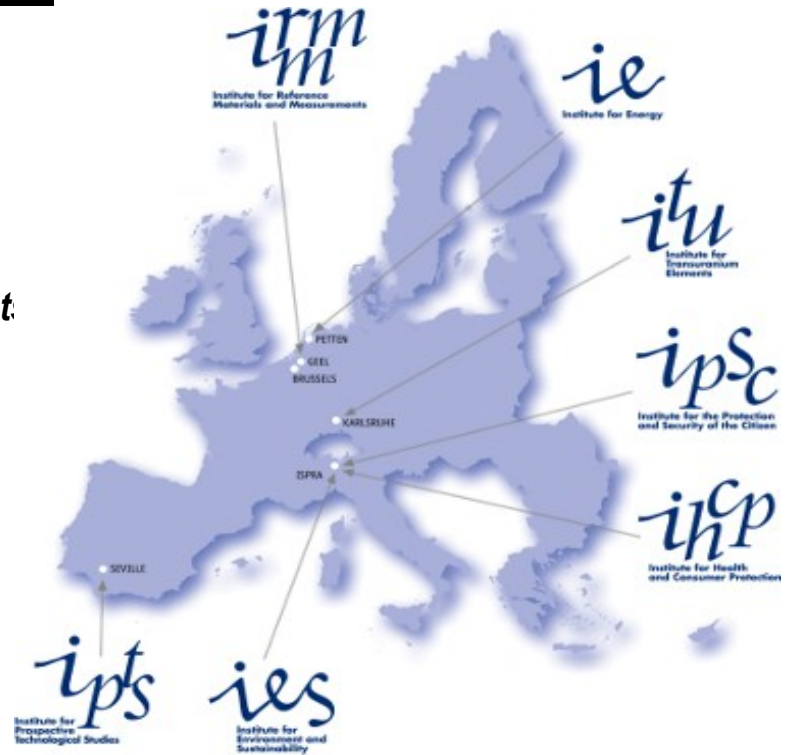 irmm
Institute for Reference
Materials and Measurements
ie
Institute for Energy
itu
Institute for
Transuranium
Elements
PETTEN
GEEL
BRUSSELS
ipsc
Institute for the Protection
and Security of the Citizen
KARLSRUHE
ISPRA
ihcp
Institute for Health
and Consumer Protection
SEVILLE
ipts
Institute for
Prospective
Technological Studies
ies
Institute for
Environment and
Sustainability